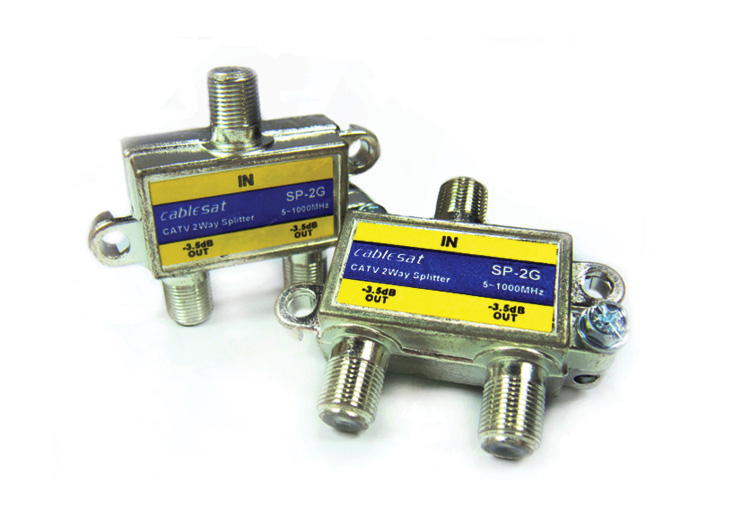 IN
cablesat SP-2G
CATV 2Way Splitter 5~1000MHz
-3.5dB -3.5dB
OUT OUT
IN
cablesat SP-2G
CATV 2Way Splitter 5~1000MHz
-3.5dB -3.5dB
OUT OUT